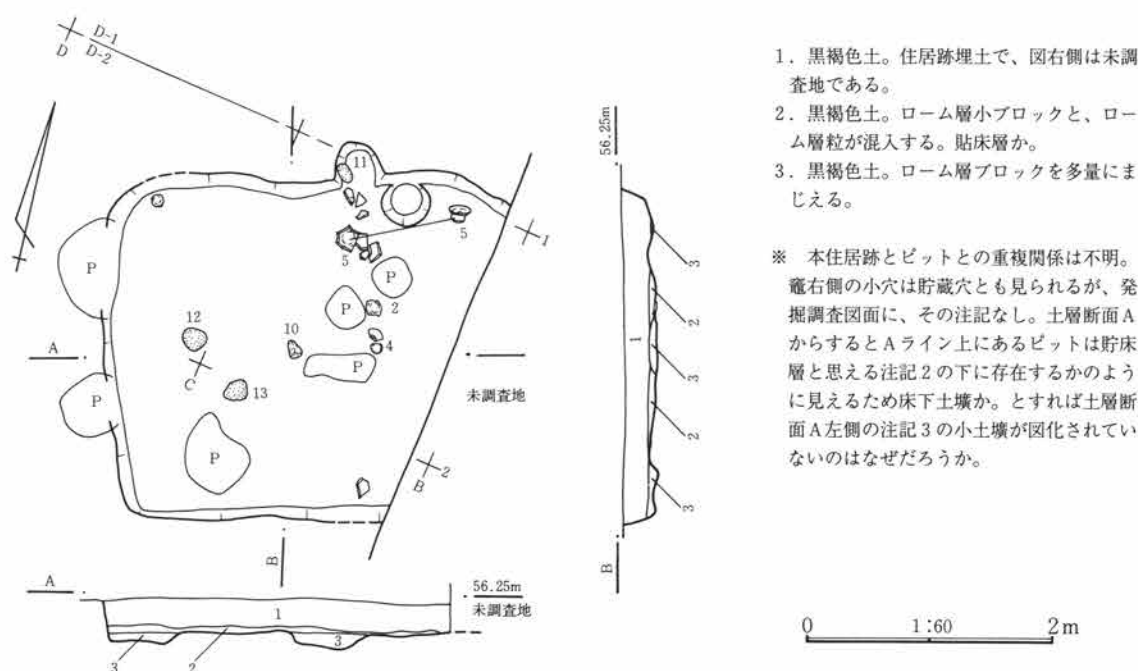 D-1
D
D-2
11
5
5
1
P
P
P
2
12
10
4
A
C
P
未調査地
13
P
P
2
B
B
A
56.25m
未調査地
1
3
3
2
56.25m
1
3
2
3
2
3
B
1．黒褐色土。住居跡埋土で、図右側は未調
査地である。
2．黒褐色土。ローム層小ブロックと、ロー
ム層粒が混入する。貼床層か。
3．黒褐色土。ローム層ブロックを多量にま
じえる。
※　本住居跡とピットとの重複関係は不明。
竈右側の小穴は貯蔵穴とも見られるが、発
掘調査図面に、その注記なし。土層断面A
からするとAライン上にあるピットは貯床
層と思える注記2の下に存在するかのよう
に見えるため床下土壙か。とすれば土層断
面A左側の注記3の小土壙が図化されてい
ないのはなぜだろうか。
0　1:60　2m